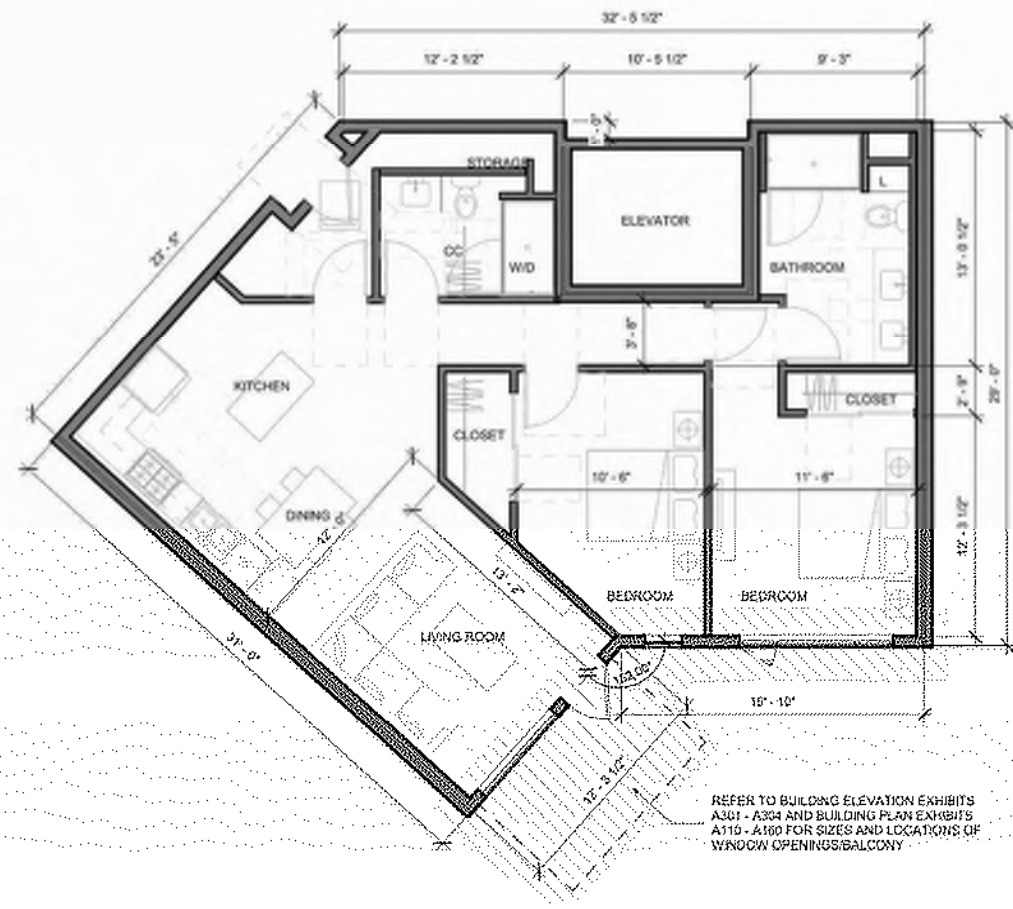 32' - 5 1/2"
12' - 2 1/2"
10' - 5 1/2"
9' - 3"
1' - 0"
STORAGE
L
ELEVATOR
23' - 5"
CC
W/D
BATHROOM
13' - 0 1/2"
3' - 6"
29' - 0"
KITCHEN
2' - 9"
CLOSET
CLOSET
10' - 6"
11' - 6"
DINING
12' - 3 1/2"
13' - 2"
BEDROOM
BEDROOM
LIVING ROOM
31' - 0"
15' - 10"
12' - 3 1/2"
REFER TO BUILDING ELEVATION EXHIBITS
A301 - A304 AND BUILDING PLAN EXHIBITS
A110 - A160 FOR SIZES AND LOCATIONS OF
WINDOW OPENINGS/BALCONY